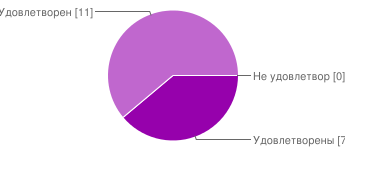 Удовлетворен [11]
Не удовлетвор [0]
Удовлетворены [7